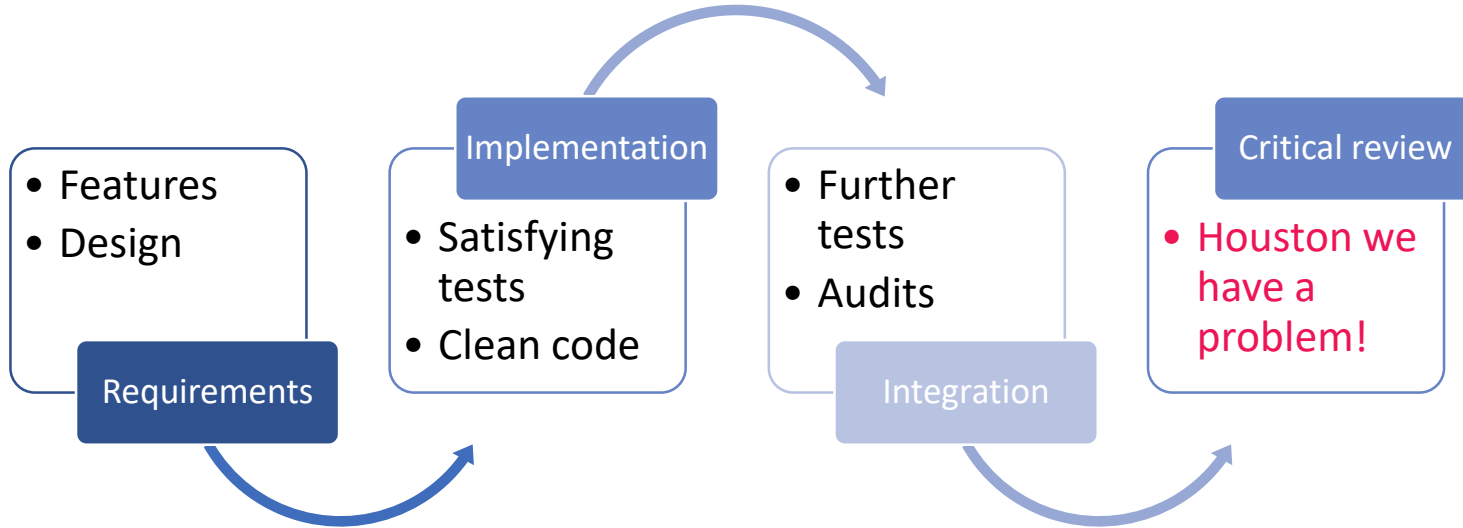 • Features
• Design
Requirements
Implementation
• Satisfying
tests
• Clean code
• Further
tests
• Audits
Integration
Critical review
• Houston we
have a
problem!